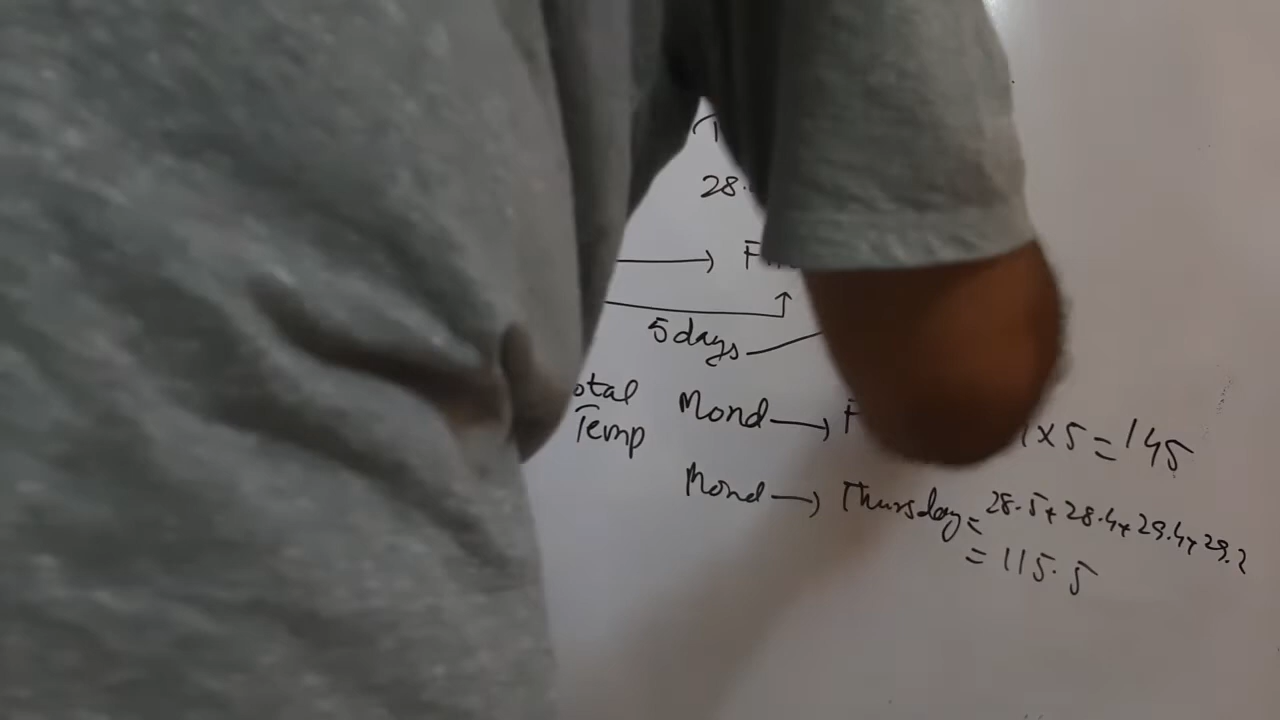 28.
5 days
Total Temp
Mond → F
x 5 = 145
Mond → Thursday = 28.5 + 28.4 + 29.4 + 29.2
= 115.5